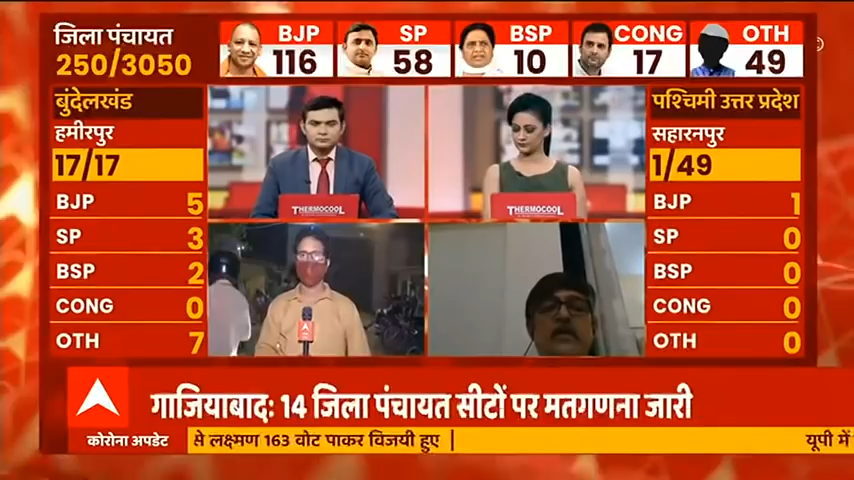 जिला पंचायत
250/3050
BJP
116
SP
58
BSP
10
CONG
17
OTH
49
बुंदेलखंड
हमीरपुर
17/17
BJP 5
SP 3
BSP 2
CONG 0
OTH 7
THERMOCOOL
THERMOCOOL
पश्चिमी उत्तर प्रदेश
सहारनपुर
1/49
BJP 1
SP 0
BSP 0
CONG 0
OTH 0
गाजियाबाद: 14 जिला पंचायत सीटों पर मतगणना जारी
कोरोना अपडेट
से लक्ष्मण 163 वोट पाकर विजयी हुए
यूपी में